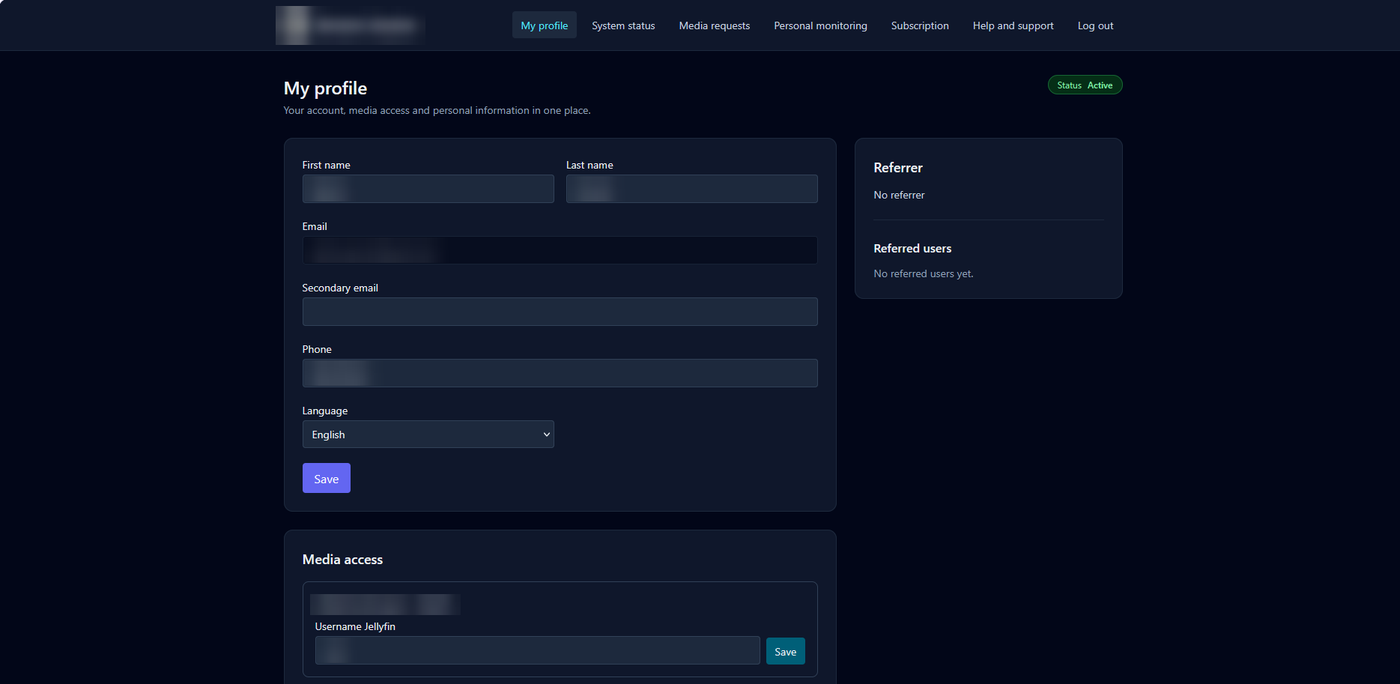 My profile
System status
Media requests
Personal monitoring
Subscription
Help and support
Log out
My profile
Status Active
Your account, media access and personal information in one place.
First name
Last name
Email
Secondary email
Phone
Language
English
Save
Referrer
No referrer
Referred users
No referred users yet.
Media access
Username Jellyfin
Save